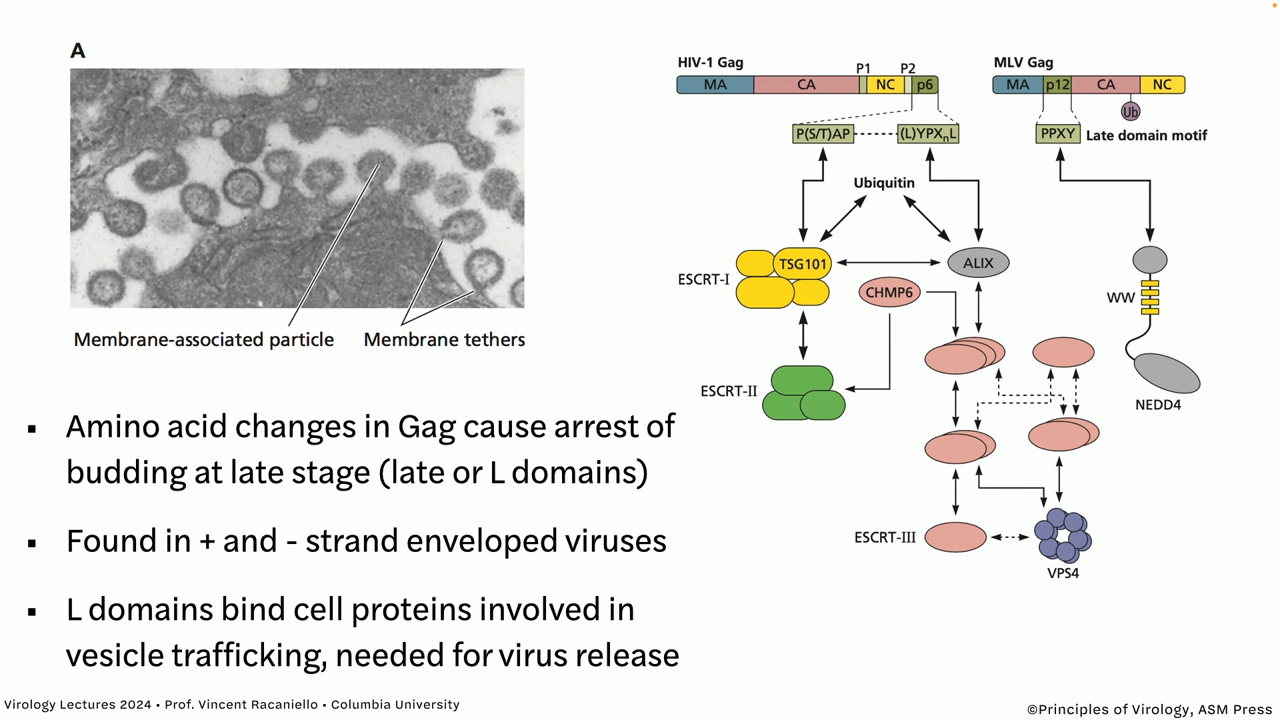 A
Membrane-associated particle
Membrane tethers
Amino acid changes in Gag cause arrest of
budding at late stage (late or L domains)
Found in + and - strand enveloped viruses
L domains bind cell proteins involved in
vesicle trafficking, needed for virus release
HIV-1 Gag
MA
CA
P1
NC
P2
p6
P(S/T)AP
(L)YPXnL
MLV Gag
MA
p12
CA
NC
Ub
PPXY
Late domain motif
Ubiquitin
ESCRT-I
TSG101
ALIX
CHMP6
WW
ESCRT-II
NEDD4
ESCRT-III
VPS4
Virology Lectures 2024 • Prof. Vincent Racaniello • Columbia University
©Principles of Virology, ASM Press